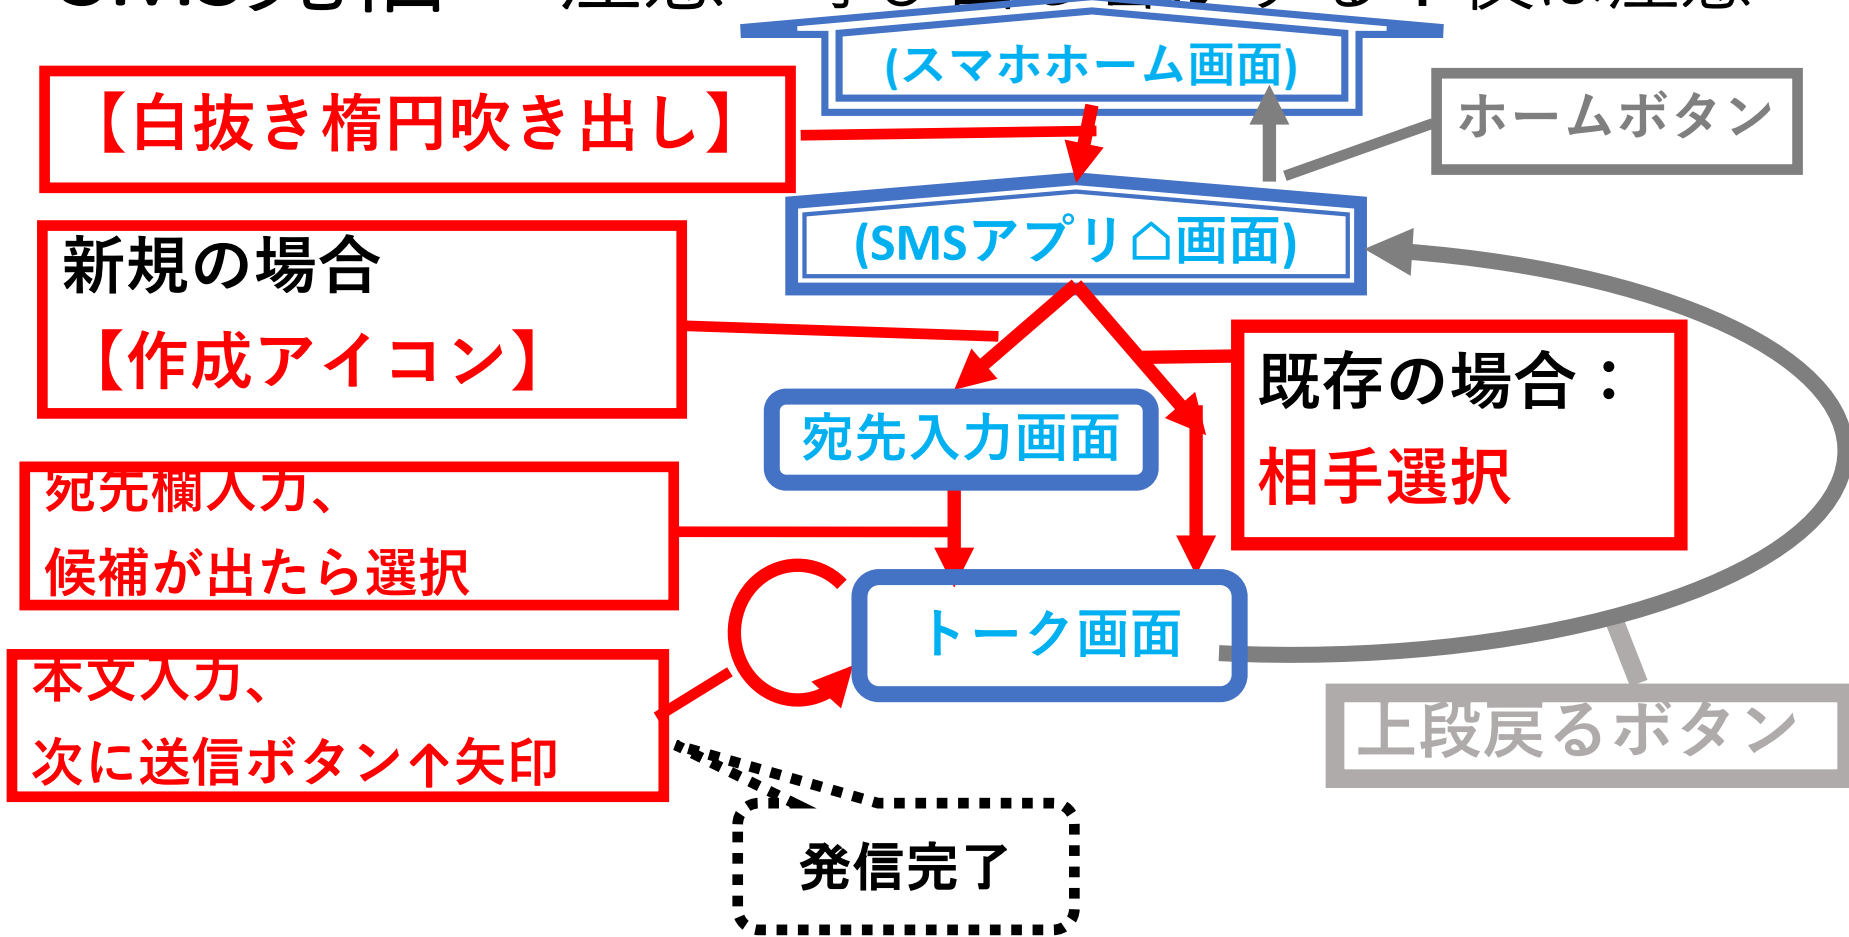 (スマホホーム画面)
【白抜き楕円吹き出し】
ホームボタン
(SMSアプリ⌂画面)
新規の場合
【作成アイコン】
既存の場合：
相手選択
宛先入力画面
宛先欄入力、
候補が出たら選択
トーク画面
本文入力、
次に送信ボタン↑矢印
上段戻るボタン
発信完了